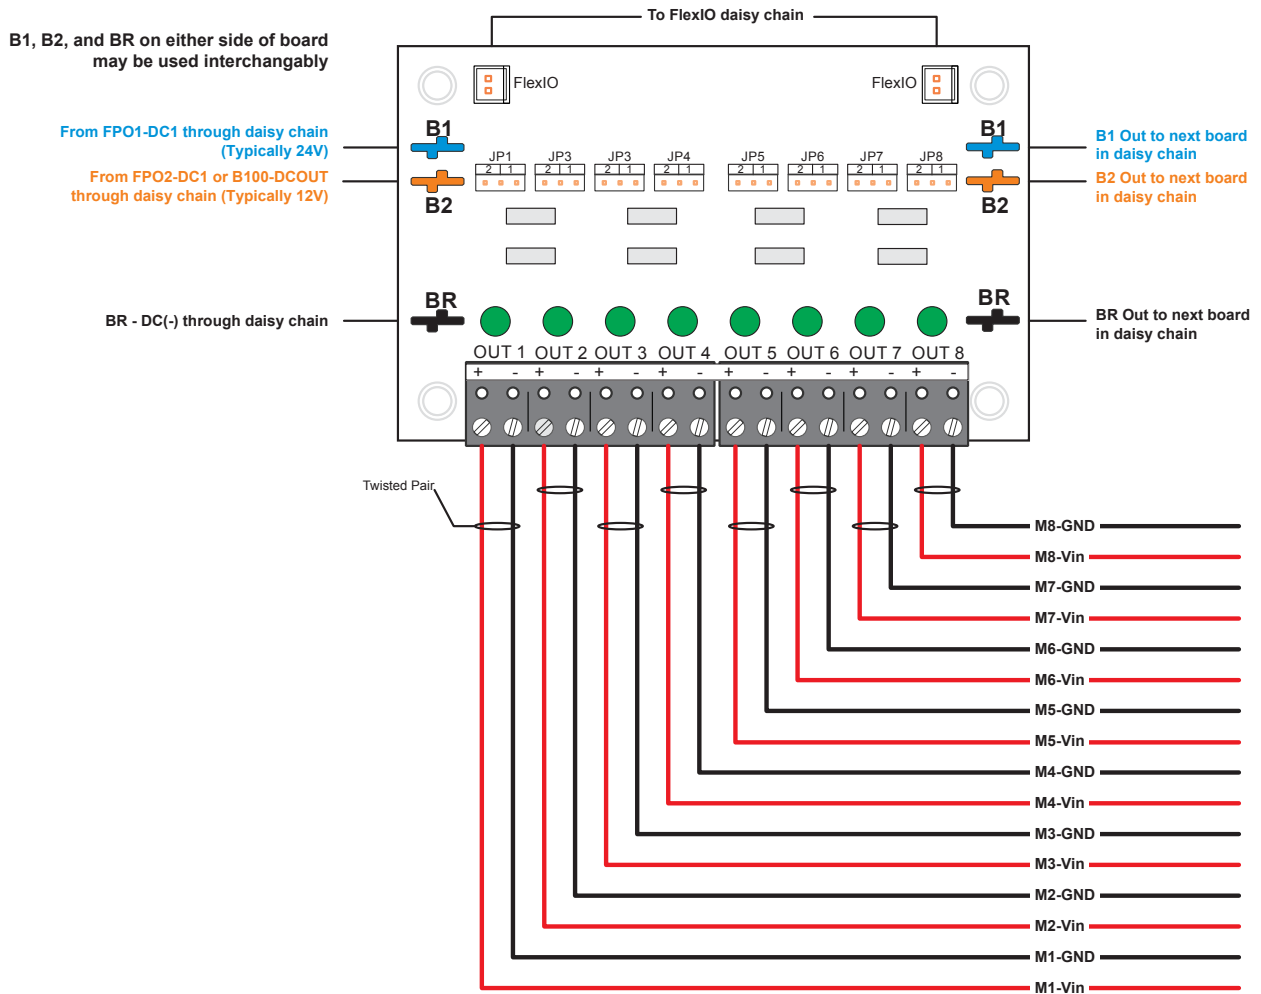 To FlexIO daisy chain
B1, B2, and BR on either side of board
may be used interchangably
FlexIO
FlexIO
From FPO1-DC1 through daisy chain
(Typically 24V)
B1
B1
B1 Out to next board
in daisy chain
From FPO2-DC1 or B100-DCOUT
through daisy chain (Typically 12V)
B2
B2
B2 Out to next board
in daisy chain
JP1 JP3 JP3 JP4 JP5 JP6 JP7 JP8
2 1 2 1 2 1 2 1 2 1 2 1 2 1 2 1
BR - DC(-) through daisy chain
BR
BR
BR Out to next board
in daisy chain
OUT 1 OUT 2 OUT 3 OUT 4 OUT 5 OUT 6 OUT 7 OUT 8
+ - + - + - + - + - + - + - + -
Twisted Pair
M8-GND
M8-Vin
M7-GND
M7-Vin
M6-GND
M6-Vin
M5-GND
M5-Vin
M4-GND
M4-Vin
M3-GND
M3-Vin
M2-GND
M2-Vin
M1-GND
M1-Vin